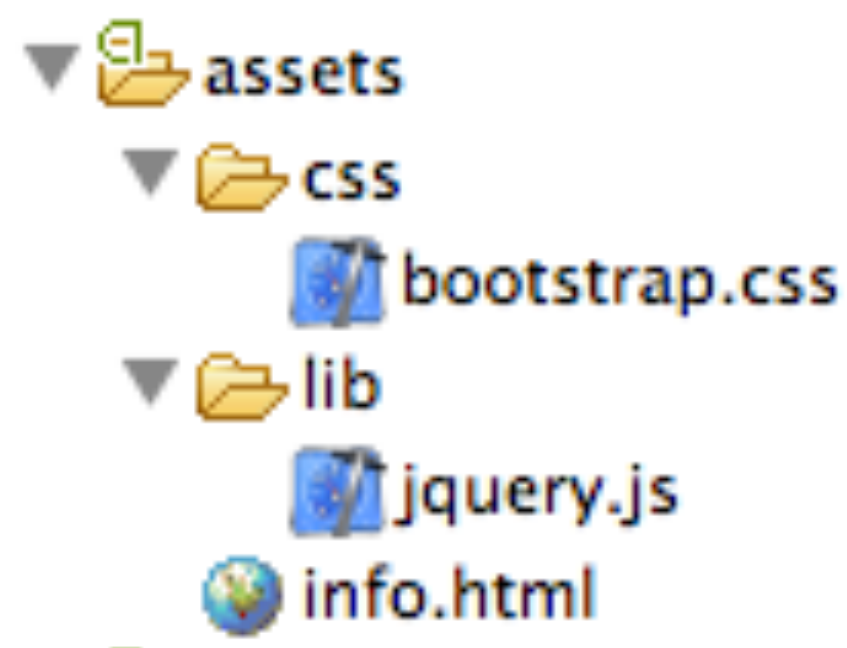 assets
css
bootstrap.css
lib
jquery.js
info.html